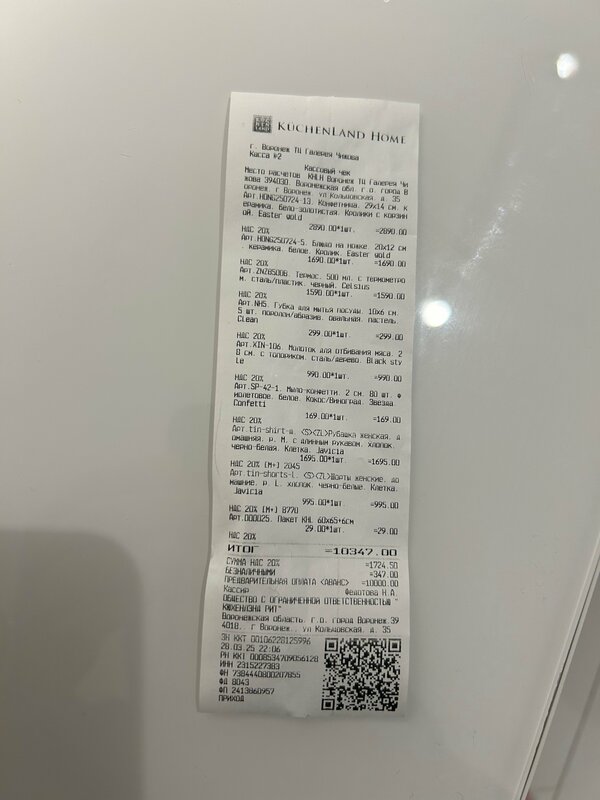 KUCHENLAND HOME
г. Воронеж ТЦ Галерея Чижова
Касса #2
Кассовый чек
Место расчетов KHLH Воронеж ТЦ Галерея Чи
жова 394030, Воронежская обл, г.о. город В
оронеж, г Воронеж, ул Кольцовская, д. 35
Арт.HONG250724-13. Конфетница. 29x14 см. к
ерамика. Бело-золотистая. Кролики с корзин
ой. Easter gold
2890.00*1шт. =2890.00
НДС 20%
Арт.HONG250724-5. Блюдо на ножке. 20x12 см
. керамика. белое. Кролик. Easter gold
1690.00*1шт. =1690.00
НДС 20%
Арт.ZNZB500B. Термос. 500 мл. с термометро
м. сталь/пластик. черный. Celsius
1590.00*1шт. =1590.00
НДС 20%
Арт.NH5. Губка для мытья посуды. 10x6 см.
5 шт. поролон/абразив. овальная. пастель.
Clean
299.00*1шт. =299.00
НДС 20%
Арт.XIN-106. Молоток для отбивания мяса. 2
8 см. с топориком. сталь/дерево. Black sty
le
990.00*1шт. =990.00
НДС 20%
Арт.SP-42-1. Мыло-конфетти. 2 см. 80 шт. ф
иолетовое. белое. Кокос/Виноград. Звезда.
Confetti
169.00*1шт. =169.00
НДС 20%
Арт.tin-shirt-m. <S><ZL>Рубашка женская. д
омашняя. р. M. с длинным рукавом. хлопок.
черно-белая. Клетка. Javicia
1695.00*1шт. =1695.00
НДС 20% [M+] 2045
Арт.tin-shorts-l. <S><ZL>Шорты женские. до
машние. р. L. хлопок. черно-белые. Клетка.
Javicia
995.00*1шт. =995.00
НДС 20% [M+] 8770
Арт.000025. Пакет KHL 60x65+6см
29.00*1шт. =29.00
НДС 20%
ИТОГ =10347.00
СУММА НДС 20% =1724.50
БЕЗНАЛИЧНЫМИ =347.00
ПРЕДВАРИТЕЛЬНАЯ ОПЛАТА <АВАНС> =10000.00
Кассир Федотова Н.А.
ОБЩЕСТВО С ОГРАНИЧЕННОЙ ОТВЕТСТВЕННОСТЬЮ "
КЮХЕНЛЭНД РИТ"
Воронежская область, г.о. город Воронеж,39
4018, , г Воронеж, , ул Кольцовская, д. 35
ЗН ККТ 00106228125996
28.03.25 22:06
РН ККТ 0008534709056128
ИНН 2315227383
ФН 7384440800207855
ФД 8043
ФП 2413860957
ПРИХОД